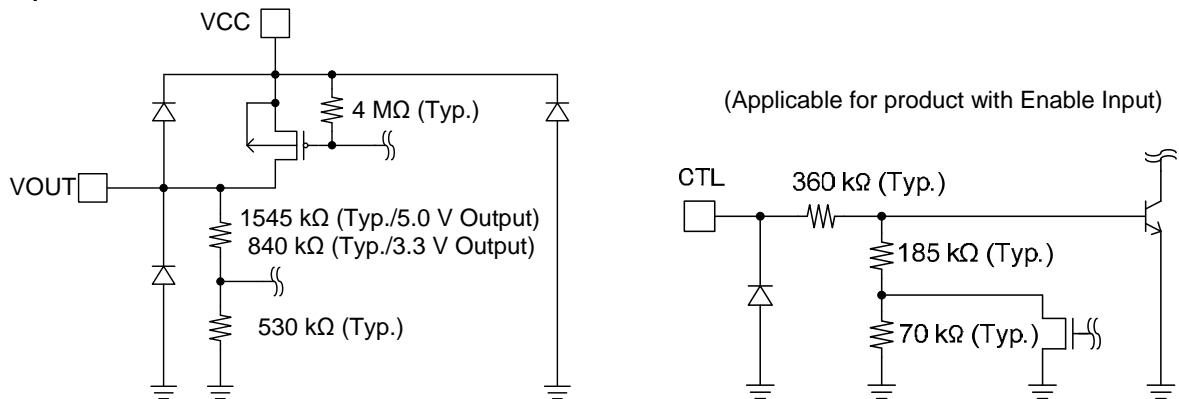 VCC
4 MΩ (Typ.)
VOUT
1545 kΩ (Typ./5.0 V Output)
840 kΩ (Typ./3.3 V Output)
530 kΩ (Typ.)
(Applicable for product with Enable Input)
CTL
360 kΩ (Typ.)
185 kΩ (Typ.)
70 kΩ (Typ.)